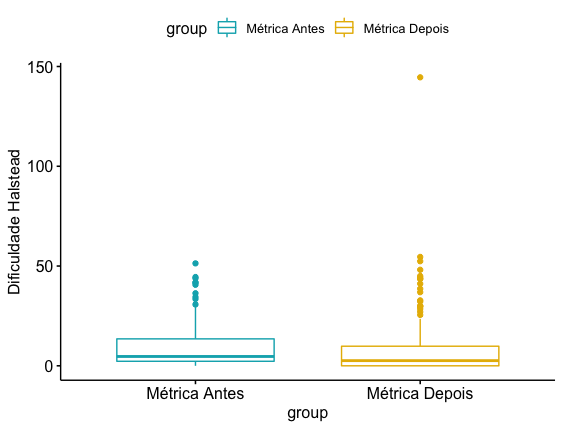 group Métrica Antes Métrica Depois
Dificuldade Halstead
150
100
50
0
Métrica Antes Métrica Depois
group